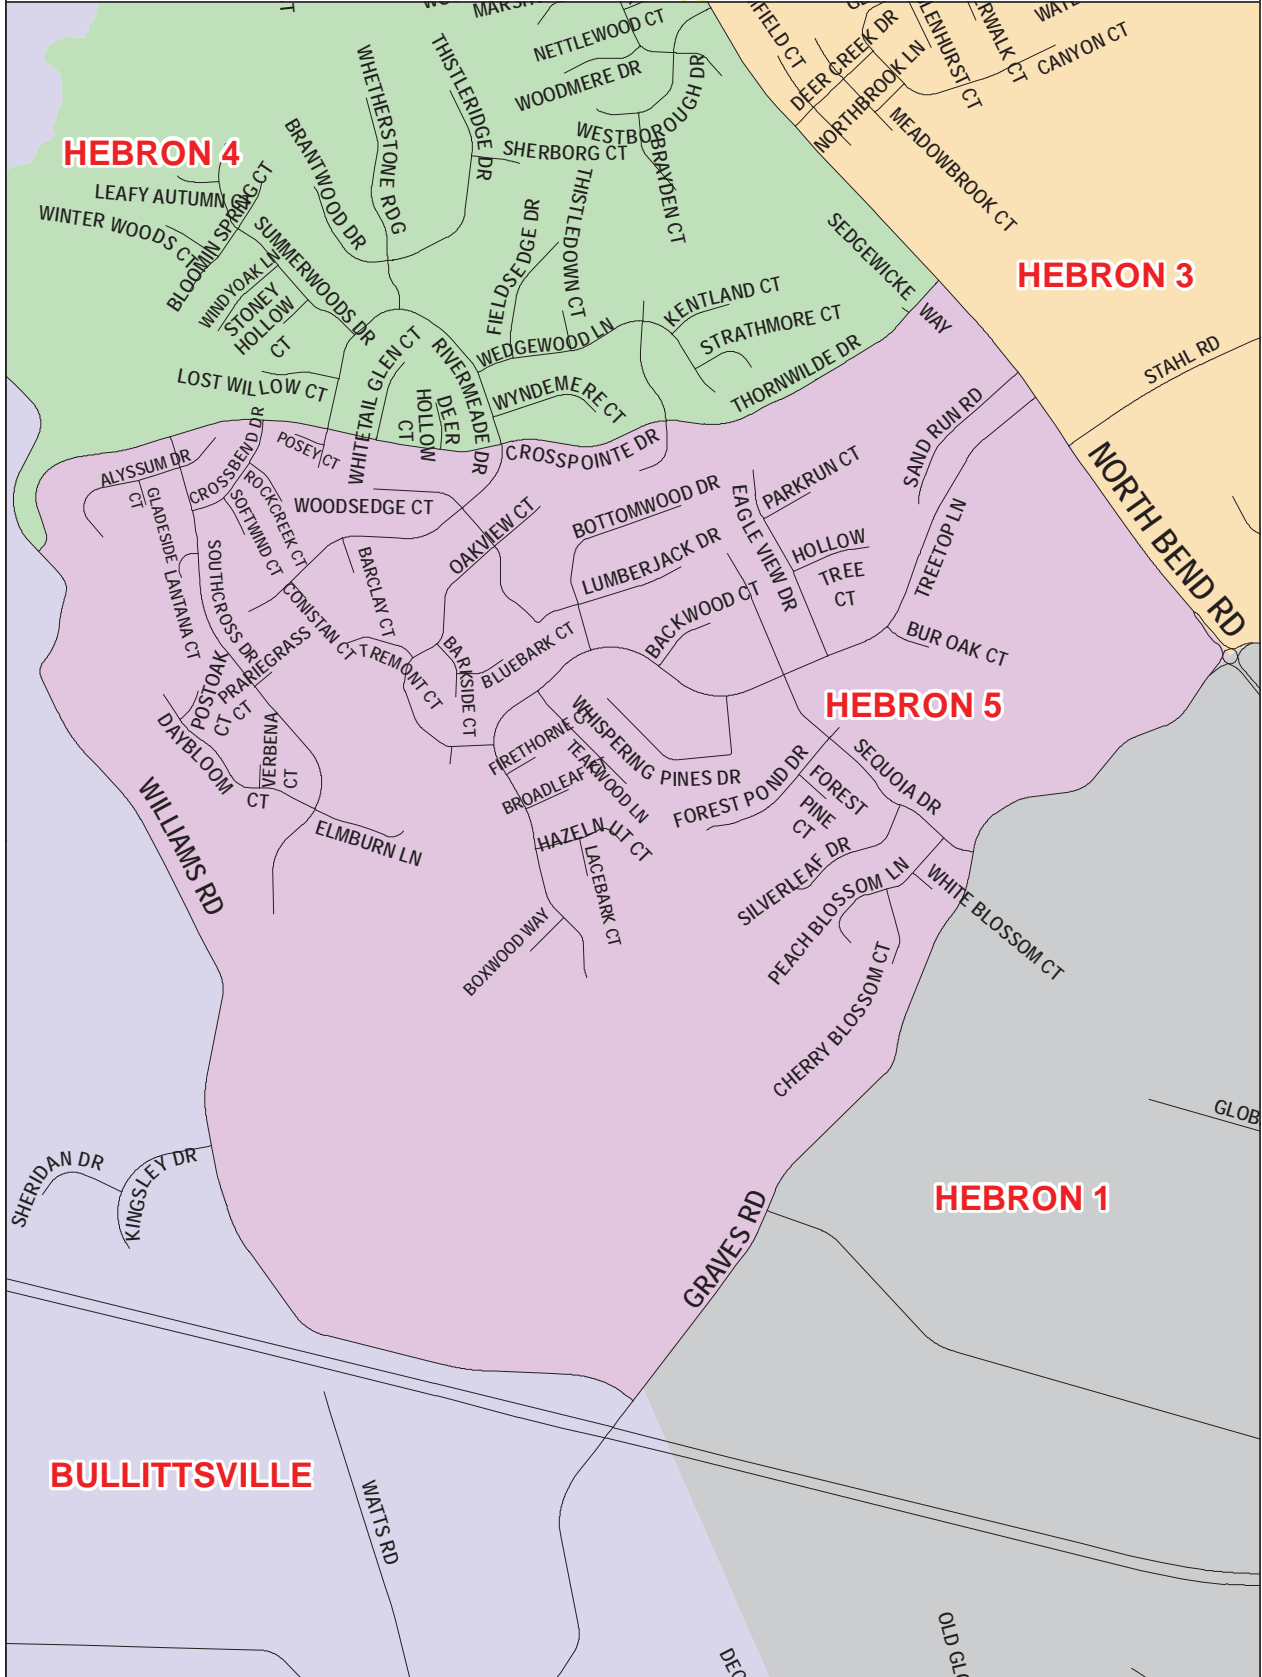 NETTLEWOOD CT
WOODMERE DR
WESTBOROUGH DR
BRAYDEN CT
SHERBORG CT
THISTLERIDGE DR
WHETHERSTONE RDG
BRANTWOOD DR
THISTLEDOWN CT
FIELDSEDGE DR
DEER CREEK DR
NORTHBROOK LN
CANYON CT
MEADOWBROOK CT
HEBRON 4
LEAFY AUTUMN
WINTER WOODS CT
BLOOMIN SPRING CT
SUMMERWOODS DR
WINDYOAK LN
STONEY
HOLLOW
CT
LOST WILLOW CT
WHITETAIL GLEN CT
DEER
HOLLOW
CT
RIVERMEADE DR
WEDGEWOOD LN
WYNDEMERE CT
KENTLAND CT
STRATHMORE CT
THORNWILDE DR
SEDGEWICKE
WAY
HEBRON 3
STAHL RD
NORTH BEND RD
SAND RUN RD
TREETOP LN
CROSSPOINTE DR
ALYSSUM DR
CROSSBEND DR
POSEY CT
ROCKCREEK CT
SOFTWIND CT
GLADESIDE
CT
LANTANA CT
SOUTHCROSS DR
WOODSEDGE CT
BARCLAY CT
CONISTAN CT
OAKVIEW CT
TREMONT CT
BARKSIDE CT
BLUEBARK CT
BOTTOMWOOD DR
LUMBERJACK DR
BACKWOOD CT
EAGLE VIEW DR
PARKRUN CT
HOLLOW
TREE
CT
BUR OAK CT
HEBRON 5
PRARIEGRASS
CT
POSTOAK
CT
DAYBLOOM
CT
VERBENA
CT
ELMBURN LN
WILLIAMS RD
FIRETHORNE CT
WHISPERING PINES DR
TEAKWOOD LN
BROADLEAF
HAZELNUT CT
LACEBARK CT
BOXWOOD WAY
FOREST POND DR
FOREST
PINE
CT
SEQUOIA DR
SILVERLEAF DR
PEACH BLOSSOM LN
WHITE BLOSSOM CT
CHERRY BLOSSOM CT
SHERIDAN DR
KINGSLEY DR
GRAVES RD
HEBRON 1
GLOB
BULLITTSVILLE
WATTS RD